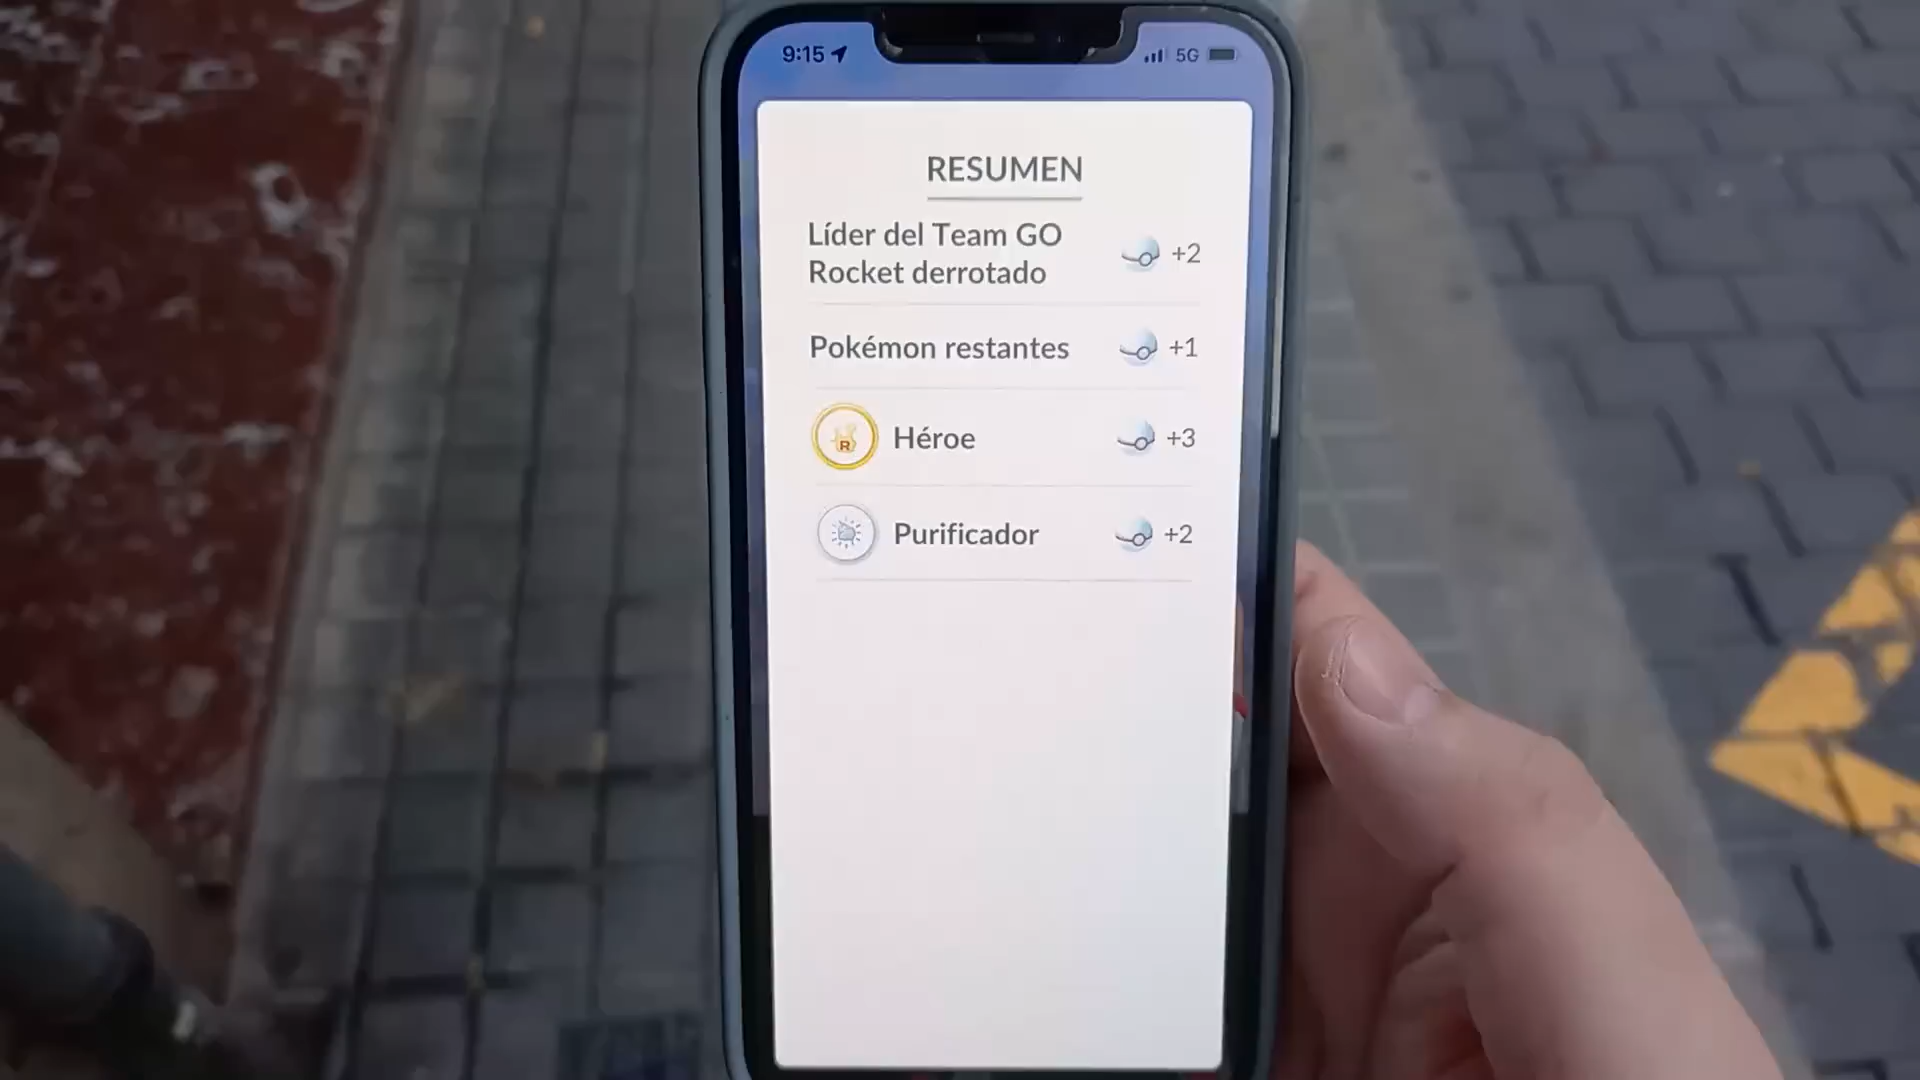 9:15 5G
RESUMEN
Líder del Team GO
Rocket derrotado +2
Pokémon restantes +1
R Héroe +3
Purificador +2